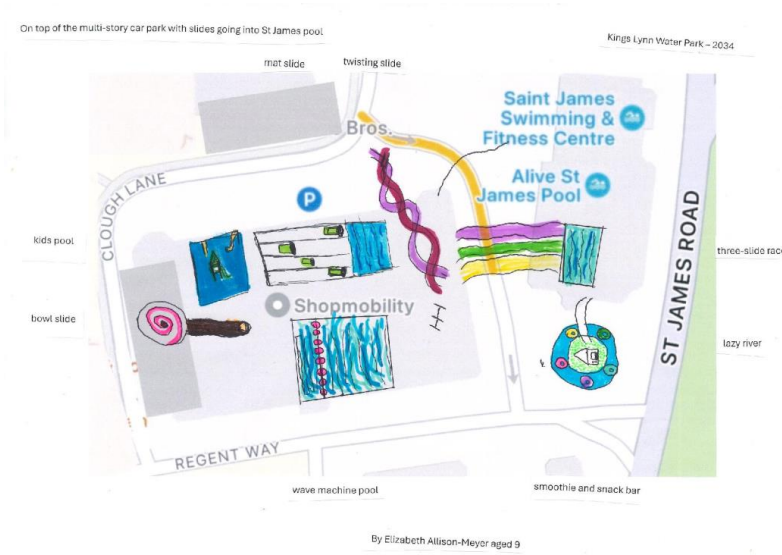 On top of the multi-story car park with slides going into St James pool
Kings Lynn Water Park – 2034
mat slide
twisting slide
Saint James
Swimming &
Fitness Centre
Bros.
Alive St
James Pool
CLOUGH LANE
P
kids pool
three-slide race
Shopmobility
bowl slide
ST JAMES ROAD
lazy river
REGENT WAY
wave machine pool
smoothie and snack bar
By Elizabeth Allison-Meyer aged 9